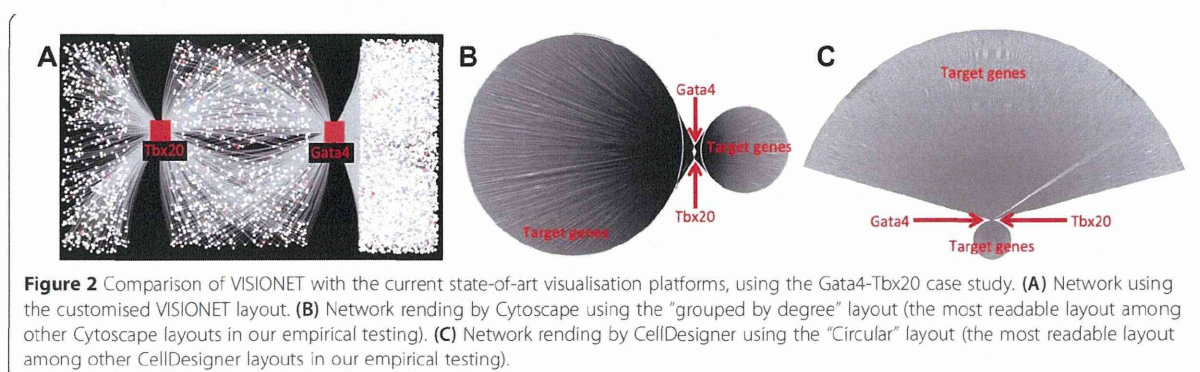 A
Tbx20
Gata4
B
Gata4
Target genes
Target genes
Tbx20
C
Target genes
Gata4
Tbx20
Target genes
Figure 2 Comparison of VISIONET with the current state-of-art visualisation platforms, using the Gata4-Tbx20 case study. (A) Network using
the customised VISIONET layout. (B) Network rending by Cytoscape using the "grouped by degree" layout (the most readable layout among
other Cytoscape layouts in our empirical testing). (C) Network rending by CellDesigner using the "Circular" layout (the most readable layout
among other CellDesigner layouts in our empirical testing).